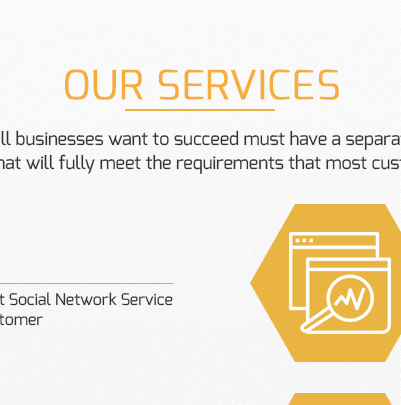 OUR SERVICES
ll businesses want to succeed must have a separa
hat will fully meet the requirements that most cus
t Social Network Service
tomer